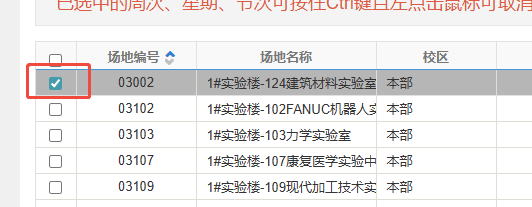 已选中的周次、星期、节次可按住Ctrl键且左点击鼠标可取消
场地编号 场地名称 校区
03002 1#实验楼-124建筑材料实验室 本部
03102 1#实验楼-102FANUC机器人实 本部
03103 1#实验楼-103力学实验室 本部
03107 1#实验楼-107康复医学实验中 本部
03109 1#实验楼-109现代加工技术实 本部